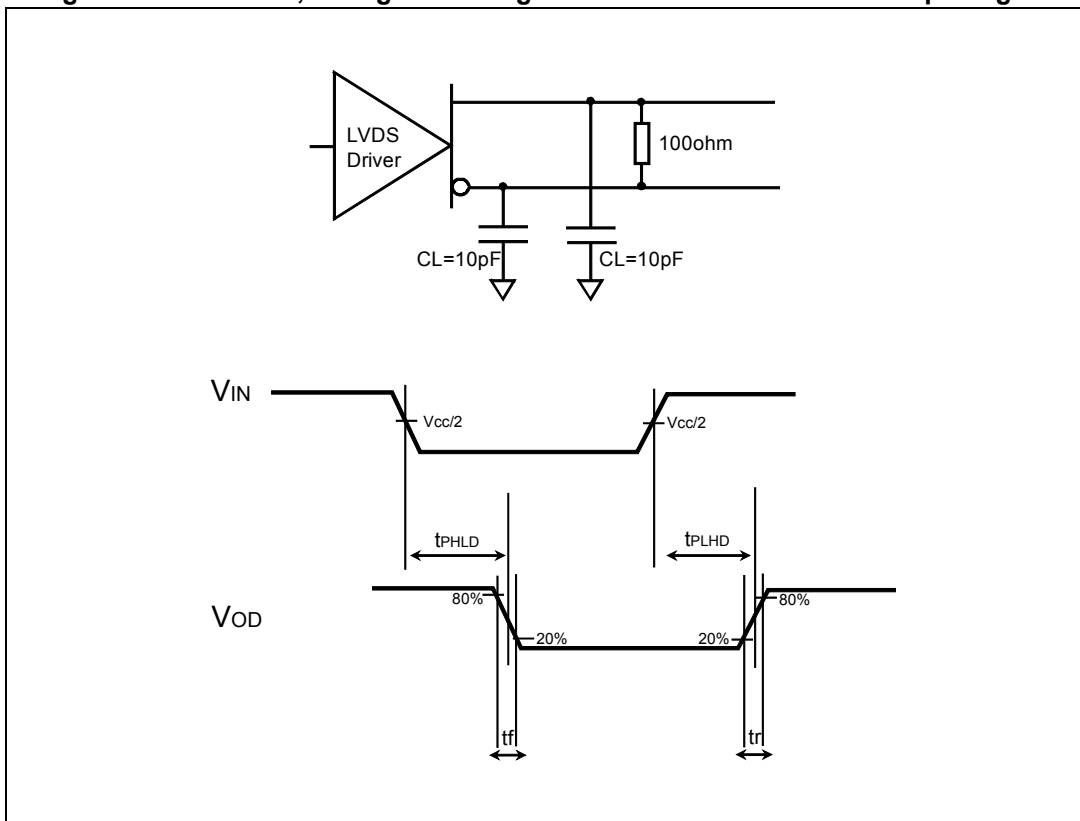 LVDS
Driver
100ohm
CL=10pF
CL=10pF
VIN
Vcc/2
Vcc/2
tPHLD
tPLHD
VOD
80%
20%
20%
80%
tf
tr